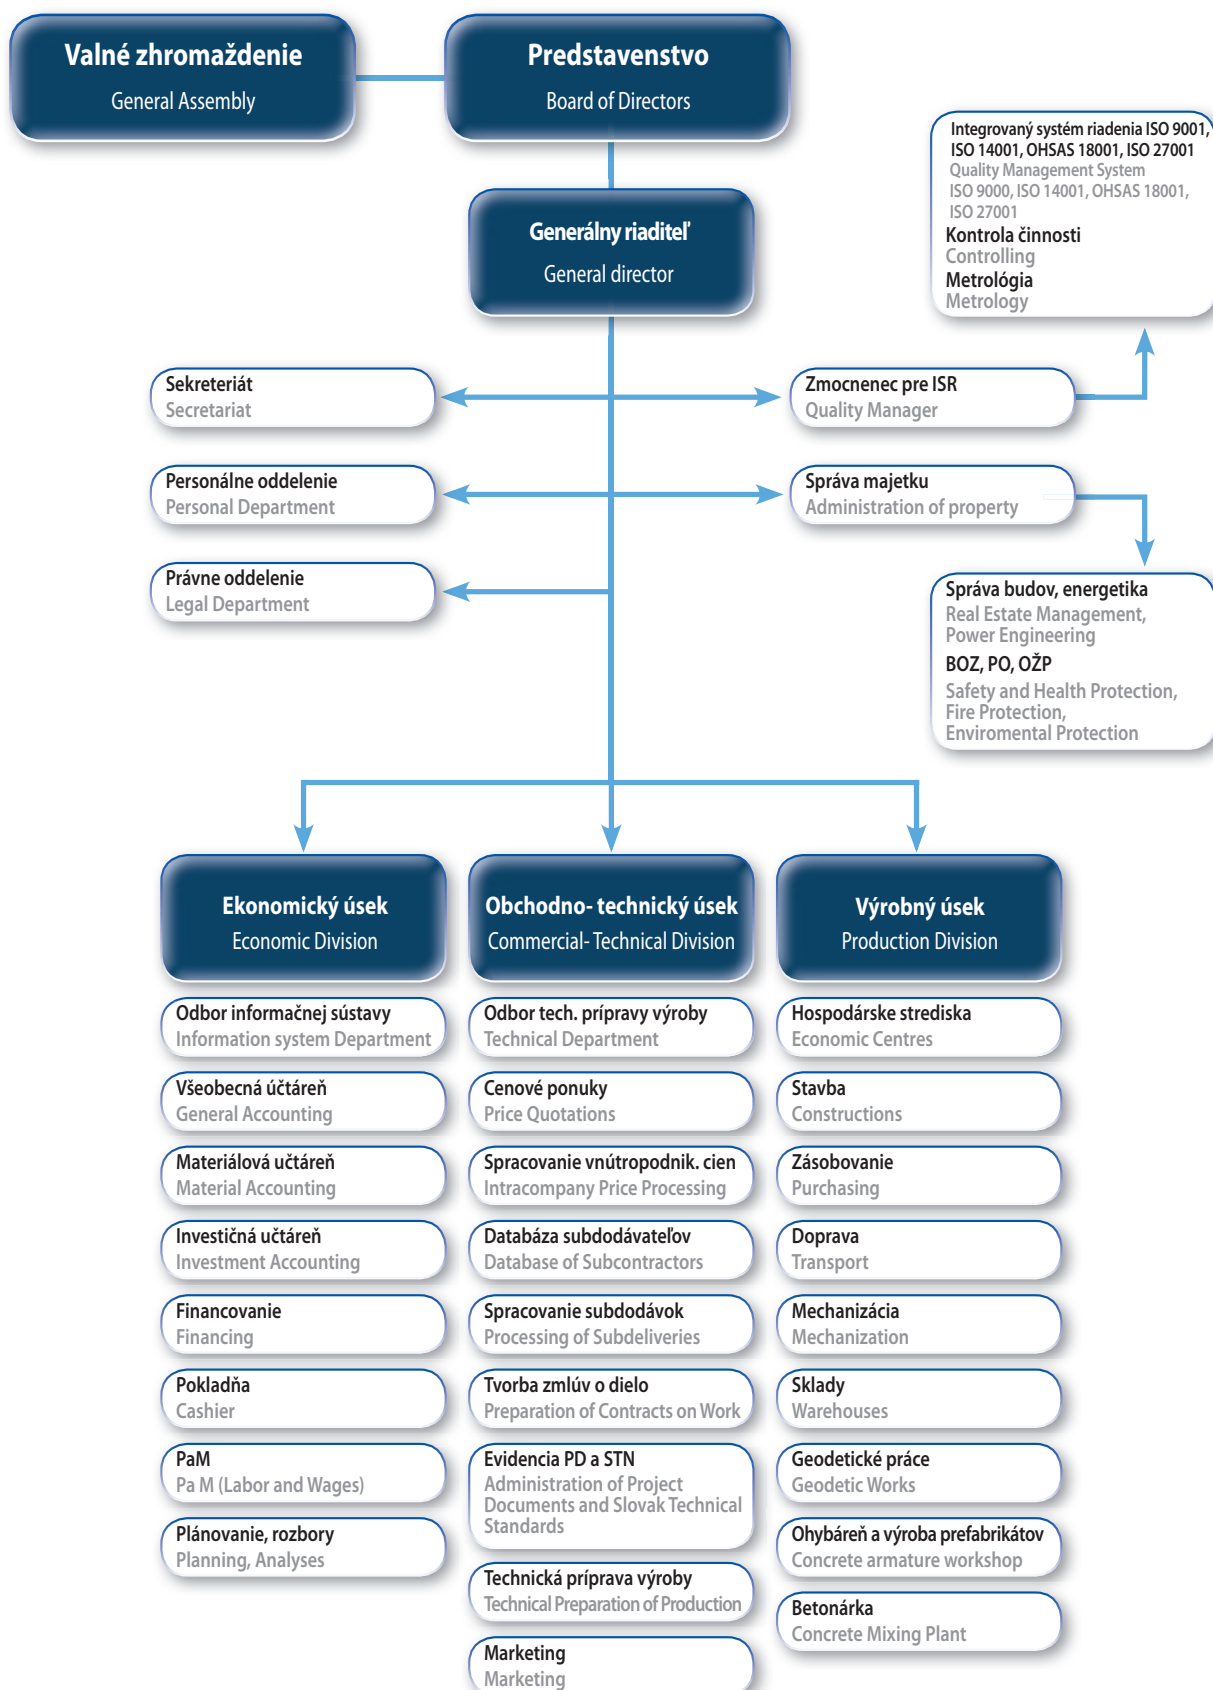 Valné zhromaždenie
General Assembly
Predstavenstvo
Board of Directors
Integrovaný systém riadenia ISO 9001,
ISO 14001, OHSAS 18001, ISO 27001
Quality Management System
ISO 9000, ISO 14001, OHSAS 18001,
ISO 27001
Kontrola činnosti
Controlling
Metrológia
Metrology
Generálny riaditeľ
General director
Sekreteriát
Secretariat
Zmocnenec pre ISR
Quality Manager
Personálne oddelenie
Personal Department
Správa majetku
Administration of property
Právne oddelenie
Legal Department
Správa budov, energetika
Real Estate Management,
Power Engineering
BOZ, PO, OŽP
Safety and Health Protection,
Fire Protection,
Enviromental Protection
Ekonomický úsek
Economic Division
Odbor informačnej sústavy
Information system Department
Všeobecná účtáreň
General Accounting
Materiálová učtáreň
Material Accounting
Investičná učtáreň
Investment Accounting
Financovanie
Financing
Pokladňa
Cashier
PaM
Pa M (Labor and Wages)
Plánovanie, rozbory
Planning, Analyses
Obchodno- technický úsek
Commercial- Technical Division
Odbor tech. prípravy výroby
Technical Department
Cenové ponuky
Price Quotations
Spracovanie vnútropodnik. cien
Intracompany Price Processing
Databáza subdodávateľov
Database of Subcontractors
Spracovanie subdodávok
Processing of Subdeliveries
Tvorba zmlúv o dielo
Preparation of Contracts on Work
Evidencia PD a STN
Administration of Project
Documents and Slovak Technical
Standards
Technická príprava výroby
Technical Preparation of Production
Marketing
Marketing
Výrobný úsek
Production Division
Hospodárske strediska
Economic Centres
Stavba
Constructions
Zásobovanie
Purchasing
Doprava
Transport
Mechanizácia
Mechanization
Sklady
Warehouses
Geodetické práce
Geodetic Works
Ohybáreň a výroba prefabrikátov
Concrete armature workshop
Betonárka
Concrete Mixing Plant